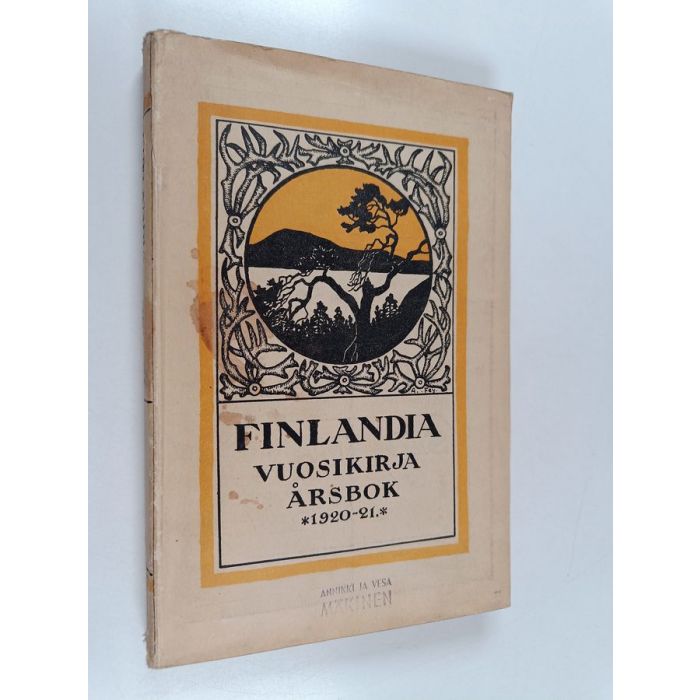 FINLANDIA
VUOSIKIRJA
ÅRSBOK
*1920-21.*
ANNIKKI JA VESA
MÄKINEN